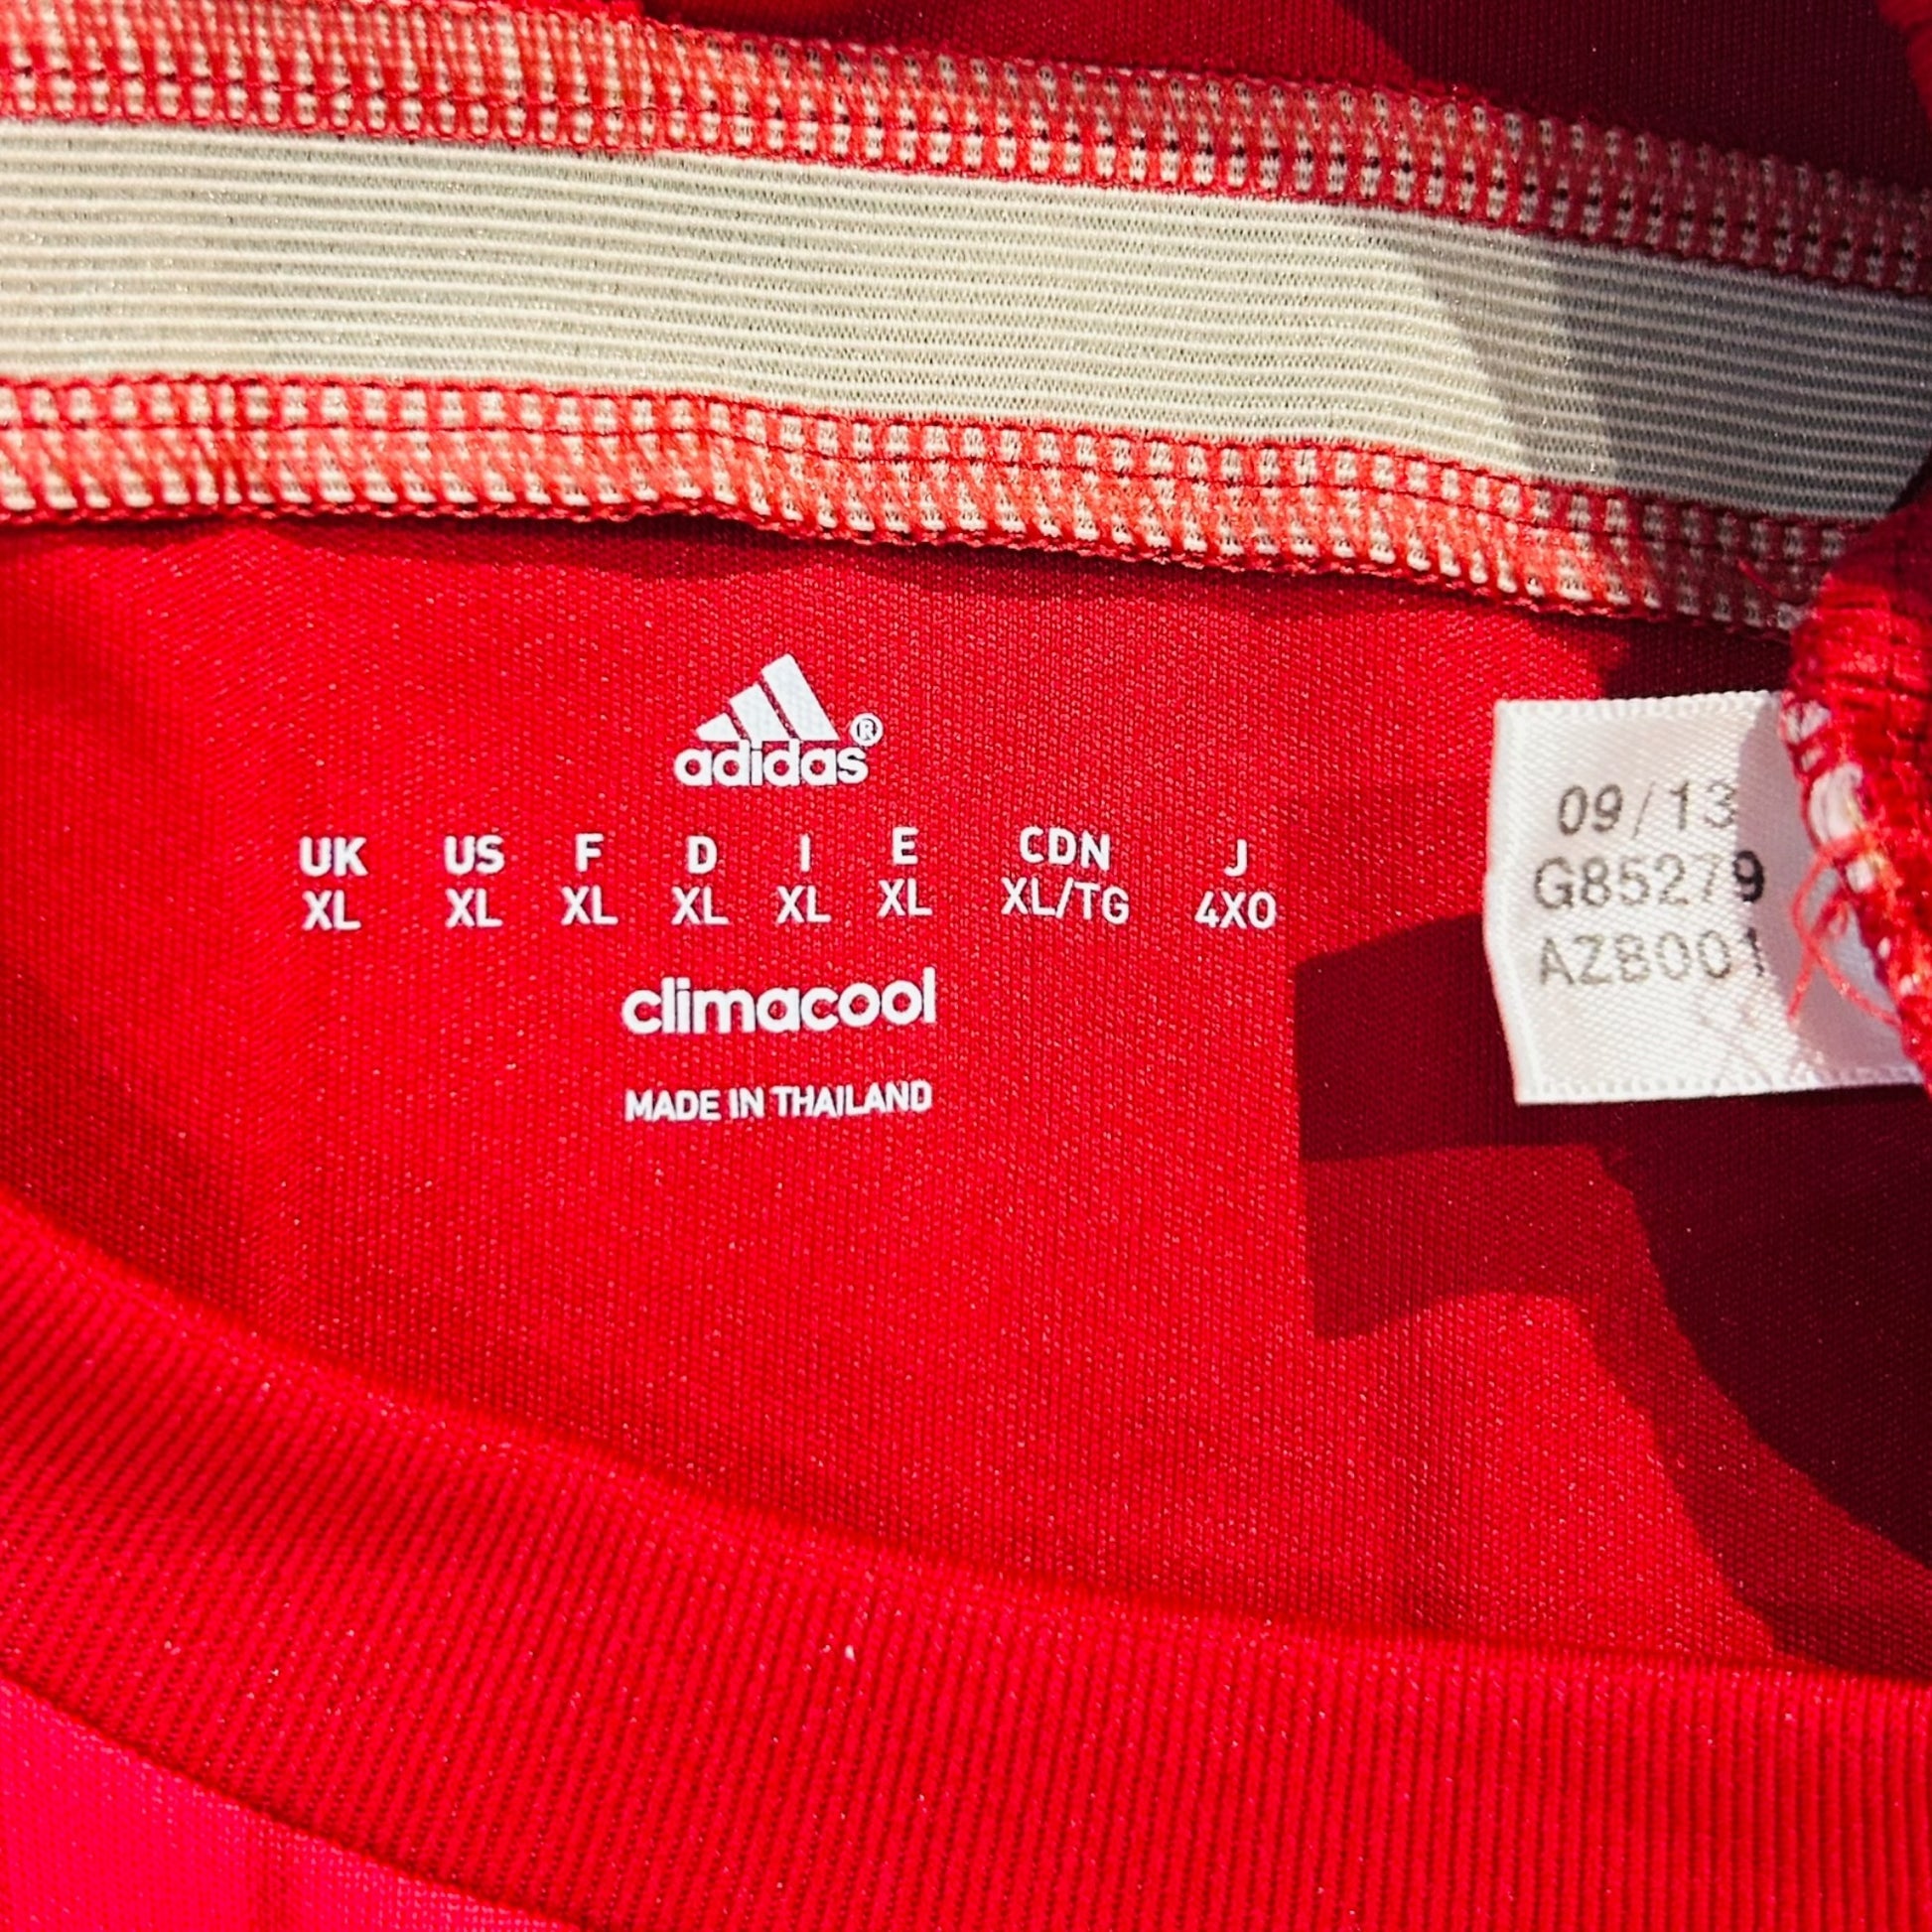 adidas®
UK US F D I E CDN J
XL XL XL XL XL XL XL/TG 4XO
climacool
MADE IN THAILAND
09/13
G85279
AZB001